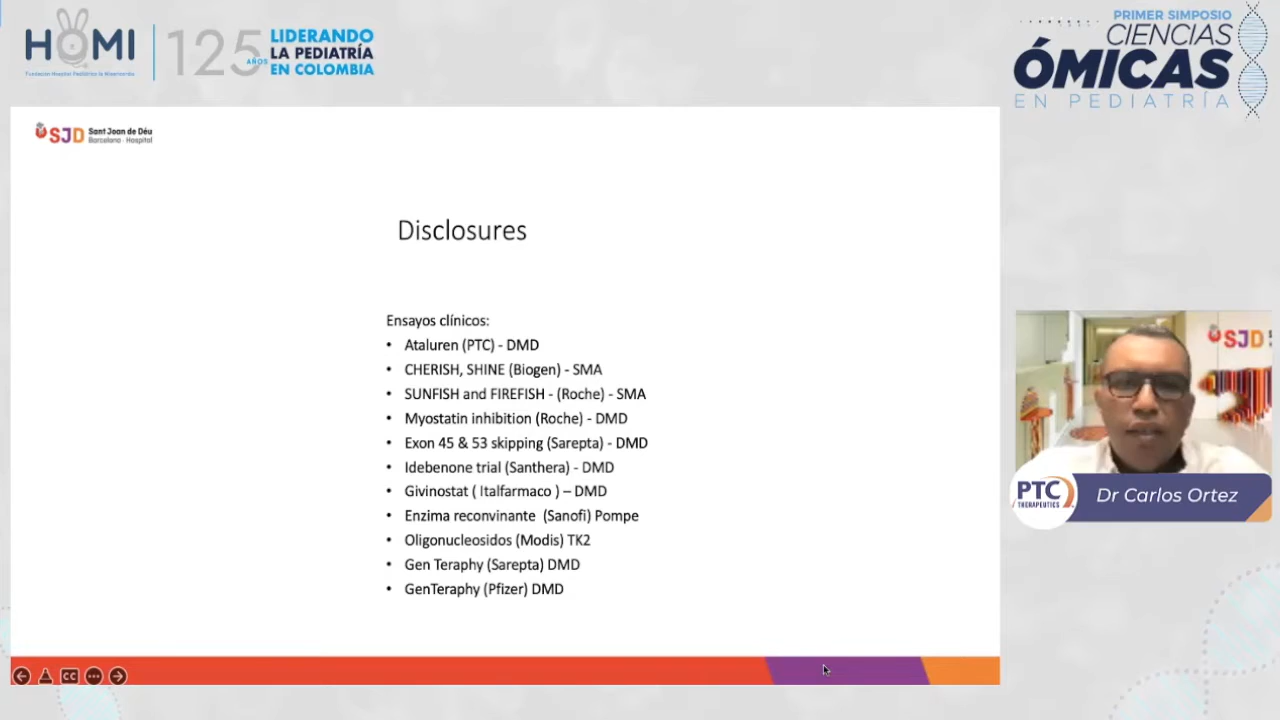 HOMI
Fundación Hospital Pediátrico la Misericordia
125
AÑOS
LIDERANDO
LA PEDIATRÍA
EN COLOMBIA
PRIMER SIMPOSIO
CIENCIAS
ÓMICAS
EN PEDIATRÍA
SJD Sant Joan de Déu
Barcelona · Hospital
Disclosures
Ensayos clínicos:
• Ataluren (PTC) - DMD
• CHERISH, SHINE (Biogen) - SMA
• SUNFISH and FIREFISH - (Roche) - SMA
• Myostatin inhibition (Roche) - DMD
• Exon 45 & 53 skipping (Sarepta) - DMD
• Idebenone trial (Santhera) - DMD
• Givinostat ( Italfarmaco ) – DMD
• Enzima reconvinante (Sanofi) Pompe
• Oligonucleosidos (Modis) TK2
• Gen Teraphy (Sarepta) DMD
• GenTeraphy (Pfizer) DMD
SJD
PTC
THERAPEUTICS
Dr Carlos Ortez
CC